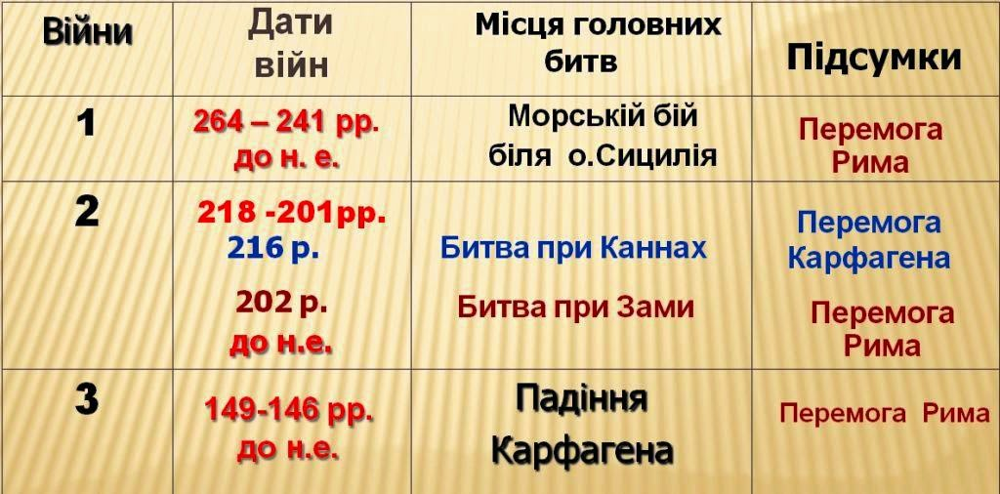 Війни
Дати
війн
Місця головних
битв
Підсумки
1
264 – 241 рр.
до н. е.
Морській бій
біля о.Сицилія
Перемога
Рима
2
218 -201рр.
216 р.
Битва при Каннах
Перемога
Карфагена
202 р.
до н.е.
Битва при Зами
Перемога
Рима
3
149-146 рр.
до н.е.
Падіння
Карфагена
Перемога Рима